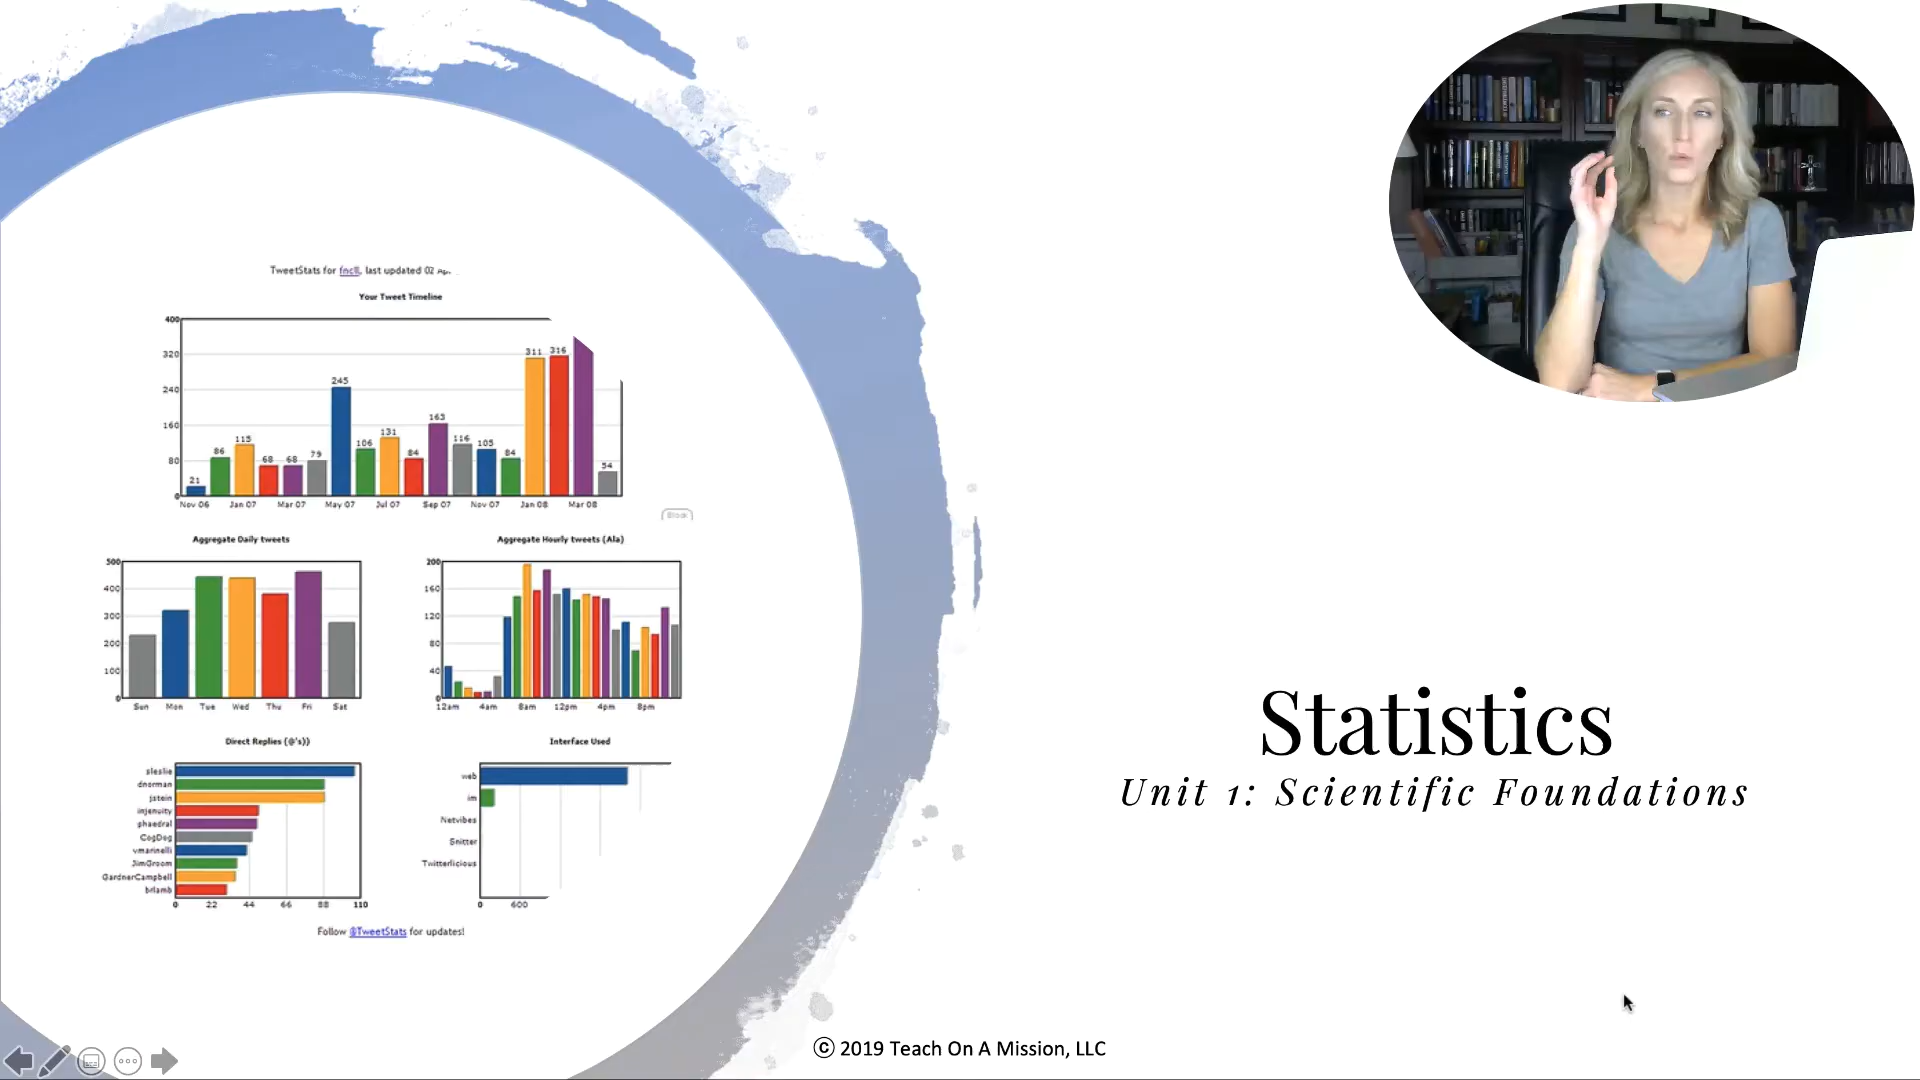 TweetStats for fncll, last updated 02 Ap
Your Tweet Timeline
400
320
240
160
80
0
21
86
115
68
68
79
245
106
131
84
163
116
105
84
311
316
54
Nov 06 Jan 07 Mar 07 May 07 Jul 07 Sep 07 Nov 07 Jan 08 Mar 08
Block
Aggregate Daily tweets
500
400
300
200
100
0
Sun Mon Tue Wed Thu Fri Sat
Aggregate Hourly tweets (Ala)
200
160
120
80
40
0
12am 4am 8am 12pm 4pm 8pm
Direct Replies (@'s))
sleslie
dnorman
jstein
injenuity
phaedral
CogDog
vmarinelli
JimGroom
GardnerCampbell
brlamb
0 22 44 66 88 110
Interface Used
web
im
Netvibes
Snitter
Twitterlicious
0 600
Follow @TweetStats for updates!
Statistics
Unit 1: Scientific Foundations
© 2019 Teach On A Mission, LLC